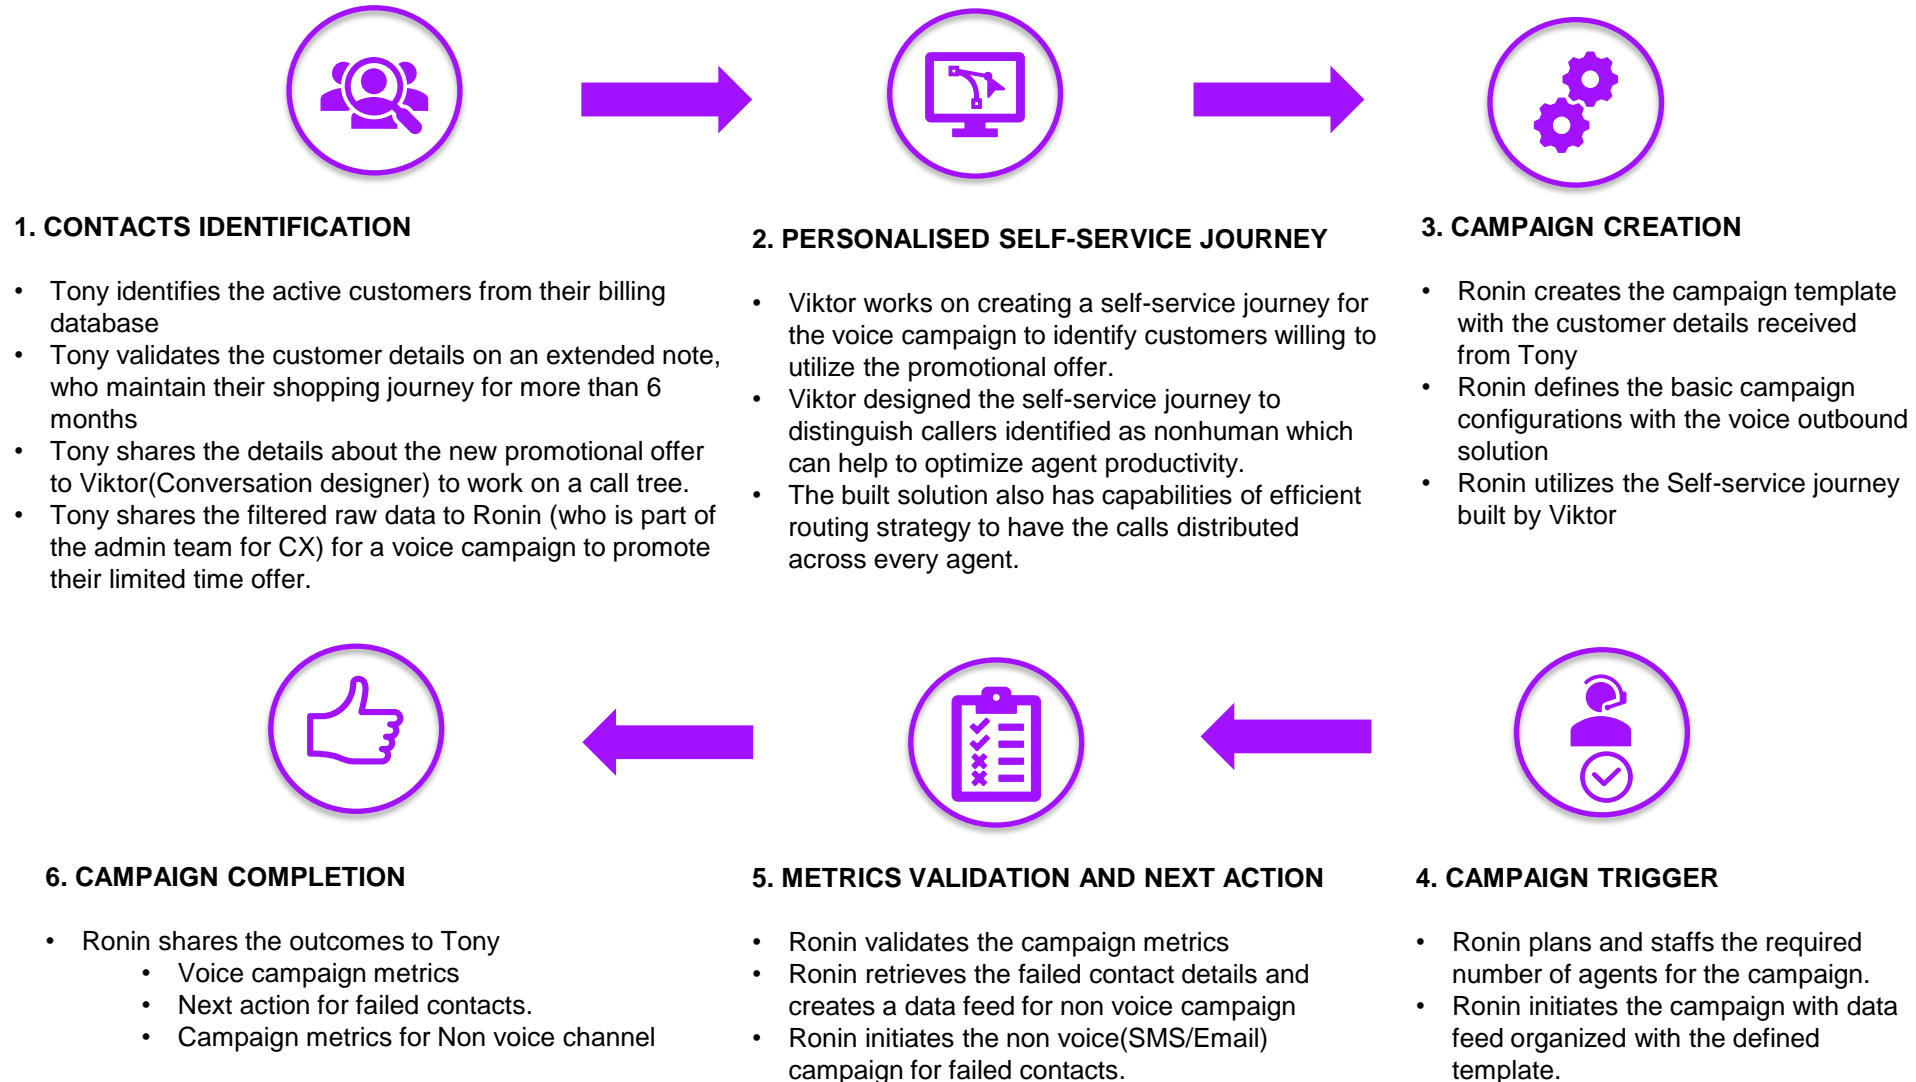 1. CONTACTS IDENTIFICATION
• Tony identifies the active customers from their billing
database
• Tony validates the customer details on an extended note,
who maintain their shopping journey for more than 6
months
• Tony shares the details about the new promotional offer
to Viktor(Conversation designer) to work on a call tree.
• Tony shares the filtered raw data to Ronin (who is part of
the admin team for CX) for a voice campaign to promote
their limited time offer.
2. PERSONALISED SELF-SERVICE JOURNEY
• Viktor works on creating a self-service journey for
the voice campaign to identify customers willing to
utilize the promotional offer.
• Viktor designed the self-service journey to
distinguish callers identified as nonhuman which
can help to optimize agent productivity.
• The built solution also has capabilities of efficient
routing strategy to have the calls distributed
across every agent.
3. CAMPAIGN CREATION
• Ronin creates the campaign template
with the customer details received
from Tony
• Ronin defines the basic campaign
configurations with the voice outbound
solution
• Ronin utilizes the Self-service journey
built by Viktor
4. CAMPAIGN TRIGGER
• Ronin plans and staffs the required
number of agents for the campaign.
• Ronin initiates the campaign with data
feed organized with the defined
template.
5. METRICS VALIDATION AND NEXT ACTION
• Ronin validates the campaign metrics
• Ronin retrieves the failed contact details and
creates a data feed for non voice campaign
• Ronin initiates the non voice(SMS/Email)
campaign for failed contacts.
6. CAMPAIGN COMPLETION
• Ronin shares the outcomes to Tony
• Voice campaign metrics
• Next action for failed contacts.
• Campaign metrics for Non voice channel